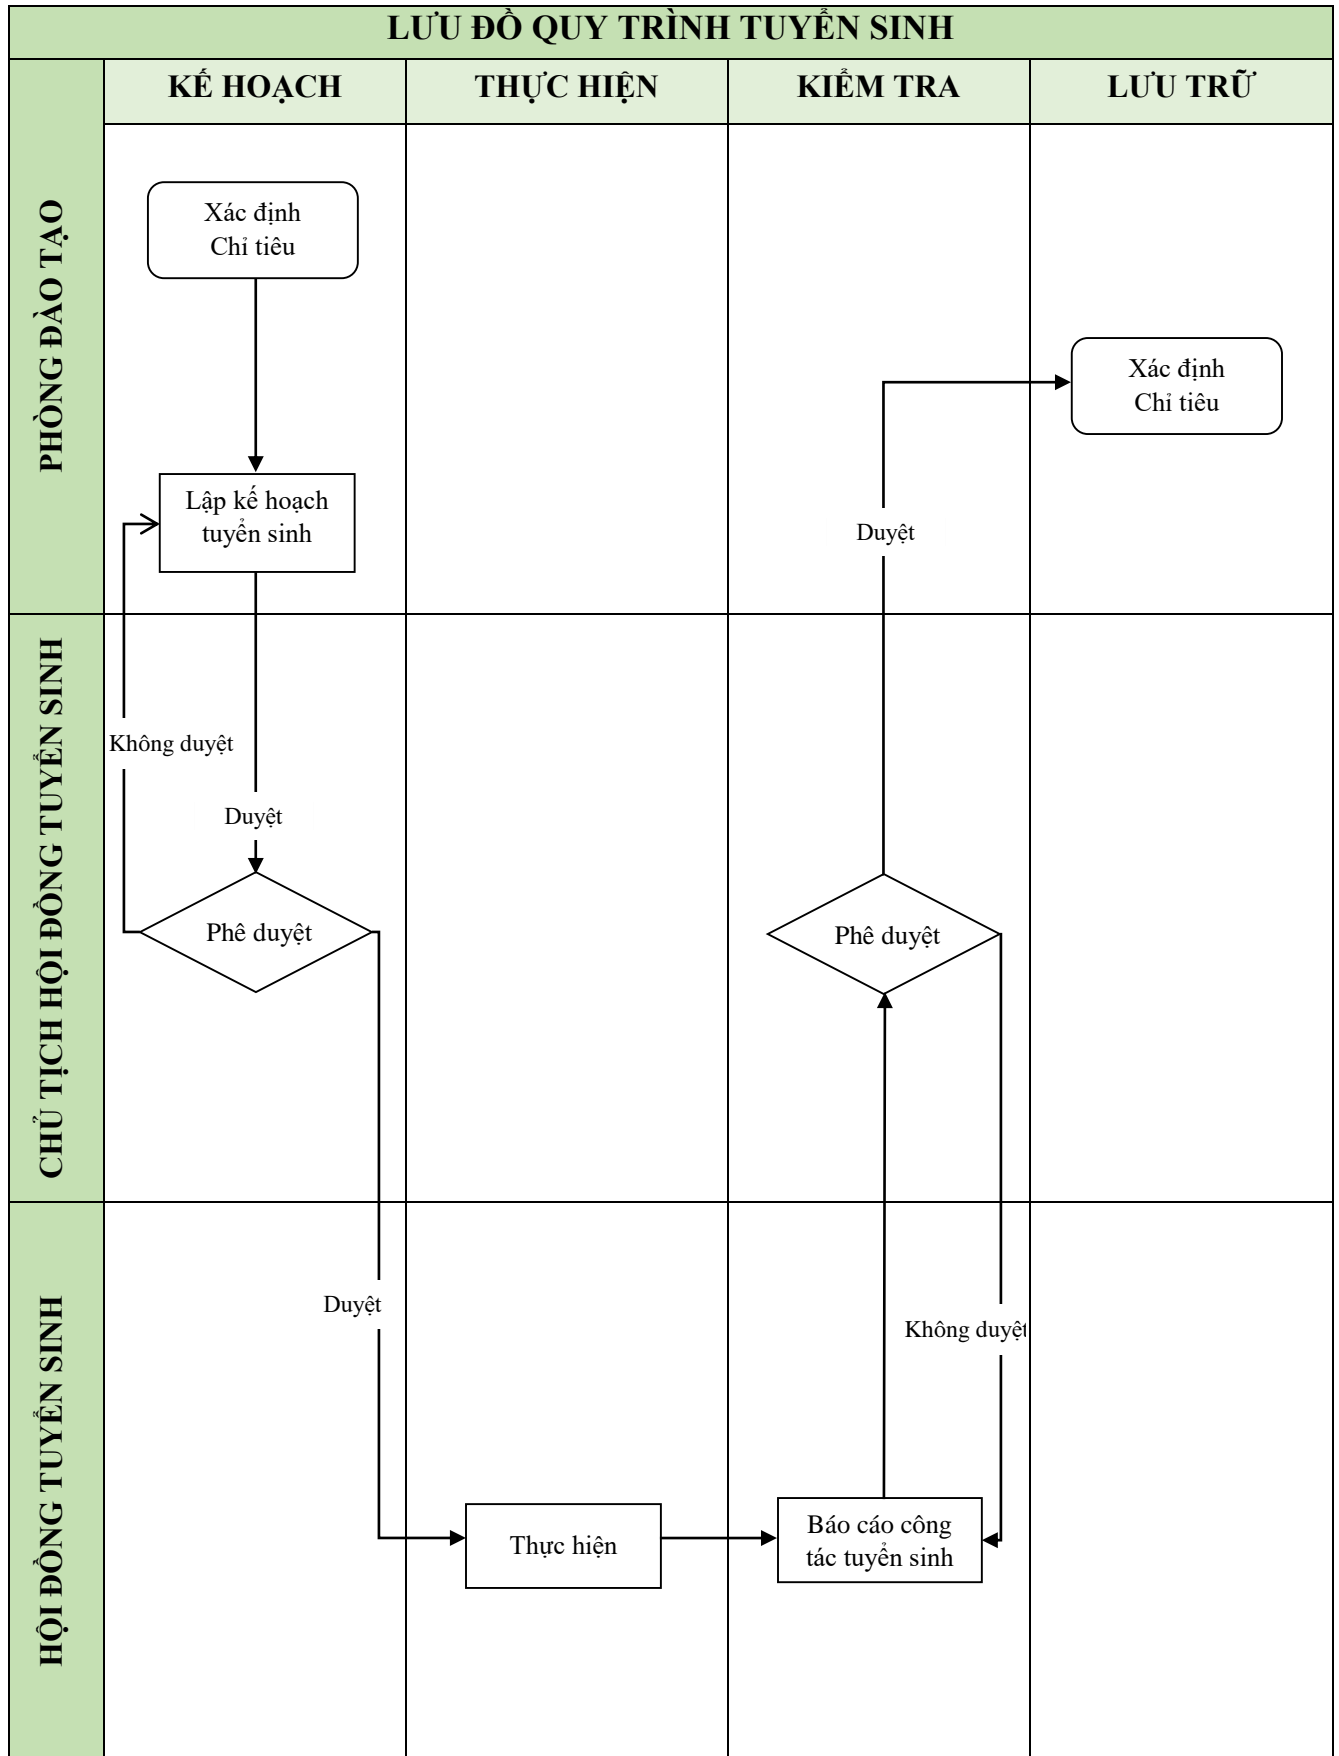 LƯU ĐỒ QUY TRÌNH TUYỂN SINH
KẾ HOẠCH
THỰC HIỆN
KIỂM TRA
LƯU TRỮ
PHÒNG ĐÀO TẠO
Xác định
Chỉ tiêu
Xác định
Chỉ tiêu
Lập kế hoạch
tuyển sinh
Duyệt
CHỦ TỊCH HỘI ĐỒNG TUYỂN SINH
Không duyệt
Duyệt
Phê duyệt
Phê duyệt
HỘI ĐỒNG TUYỂN SINH
Duyệt
Không duyệt
Thực hiện
Báo cáo công
tác tuyển sinh